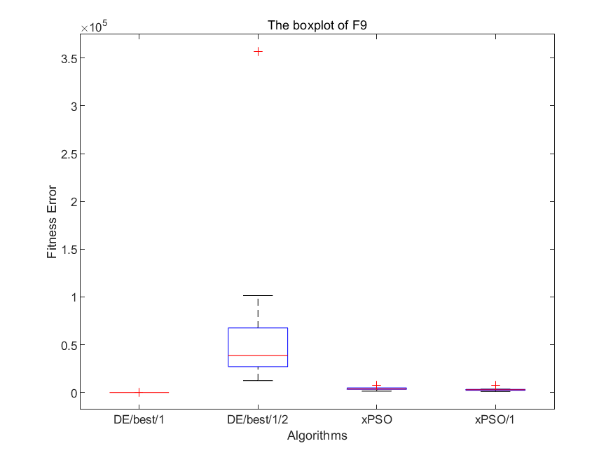 The boxplot of F9
×10^5
3.5
3
2.5
2
1.5
1
0.5
0
Fitness Error
DE/best/1 DE/best/1/2 xPSO xPSO/1
Algorithms